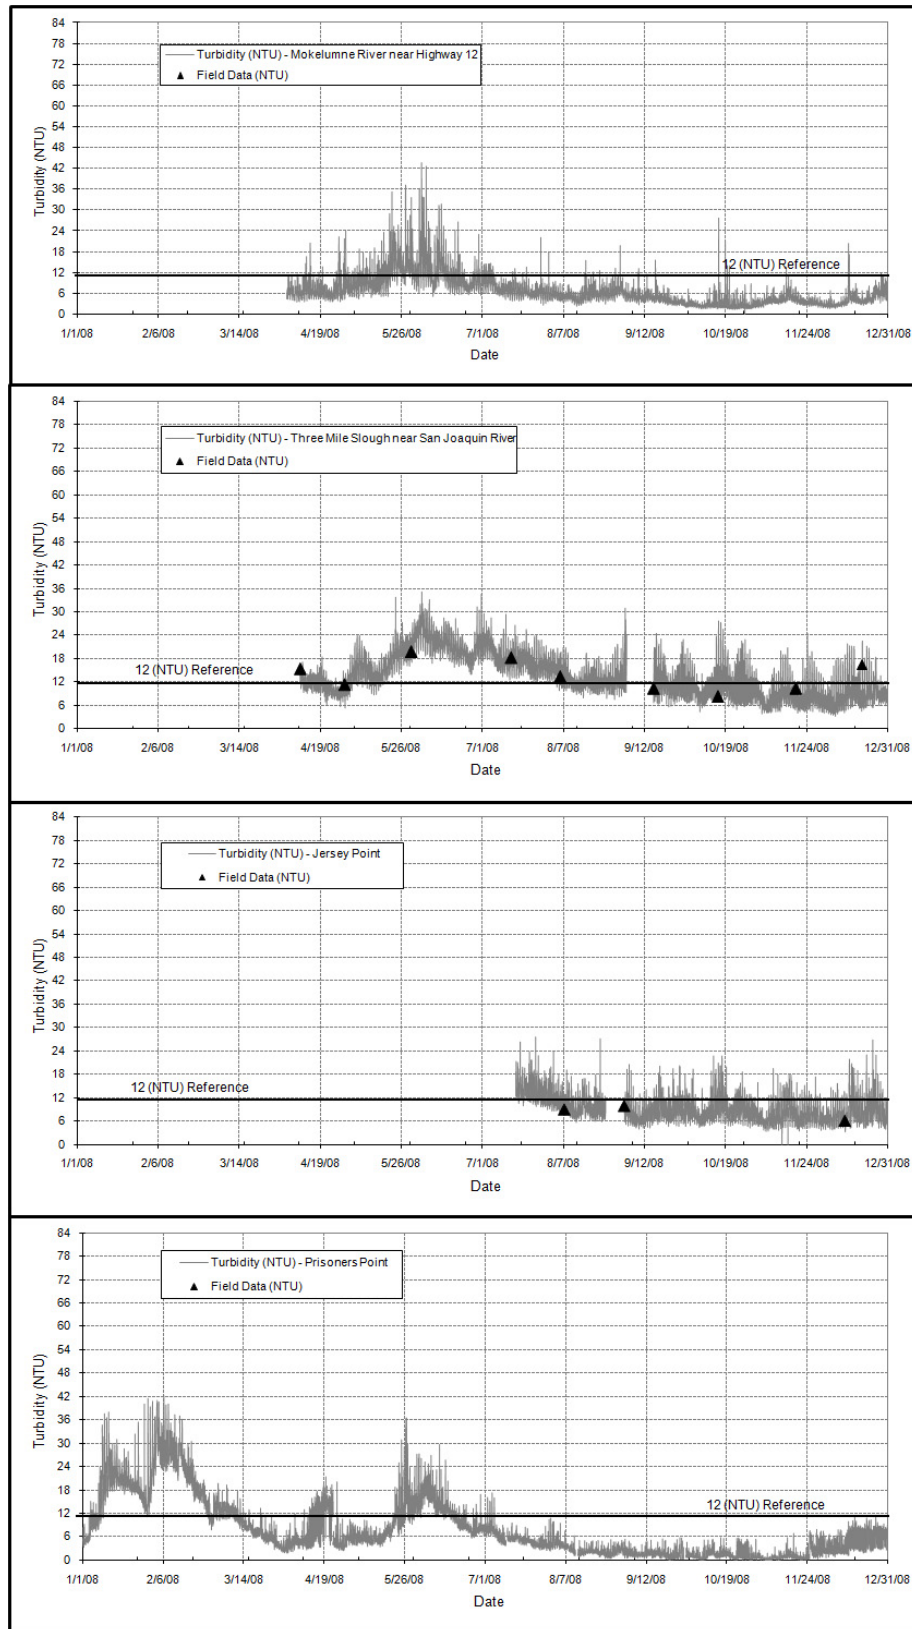 84
78
72
66
60
54
48
42
36
30
24
18
12
6
0
Turbidity (NTU)
Turbidity (NTU) - Mokelumne River near Highway 12
Field Data (NTU)
12 (NTU) Reference
1/1/08 2/6/08 3/14/08 4/19/08 5/26/08 7/1/08 8/7/08 9/12/08 10/19/08 11/24/08 12/31/08
Date
84
78
72
66
60
54
48
42
36
30
24
18
12
6
0
Turbidity (NTU)
Turbidity (NTU) - Three Mile Slough near San Joaquin River
Field Data (NTU)
12 (NTU) Reference
1/1/08 2/6/08 3/14/08 4/19/08 5/26/08 7/1/08 8/7/08 9/12/08 10/19/08 11/24/08 12/31/08
Date
84
78
72
66
60
54
48
42
36
30
24
18
12
6
0
Turbidity (NTU)
Turbidity (NTU) - Jersey Point
Field Data (NTU)
12 (NTU) Reference
1/1/08 2/6/08 3/14/08 4/19/08 5/26/08 7/1/08 8/7/08 9/12/08 10/19/08 11/24/08 12/31/08
Date
84
78
72
66
60
54
48
42
36
30
24
18
12
6
0
Turbidity (NTU)
Turbidity (NTU) - Prisoners Point
Field Data (NTU)
12 (NTU) Reference
1/1/08 2/6/08 3/14/08 4/19/08 5/26/08 7/1/08 8/7/08 9/12/08 10/19/08 11/24/08 12/31/08
Date